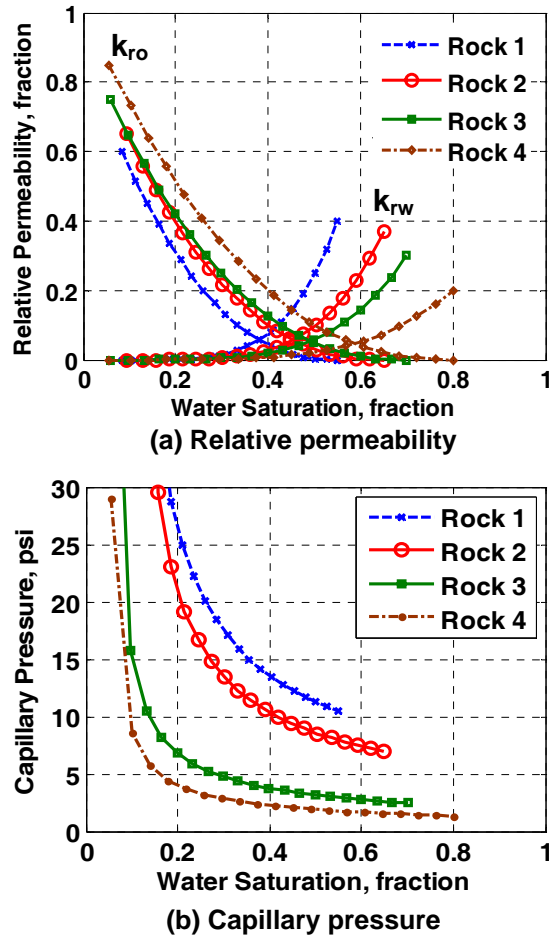 1
0.8
0.6
0.4
0.2
0
Relative Permeability, fraction
kro
krw
Rock 1
Rock 2
Rock 3
Rock 4
0 0.2 0.4 0.6 0.8 1
Water Saturation, fraction
(a) Relative permeability
30
25
20
15
10
5
0
Capillary Pressure, psi
Rock 1
Rock 2
Rock 3
Rock 4
0 0.2 0.4 0.6 0.8 1
Water Saturation, fraction
(b) Capillary pressure